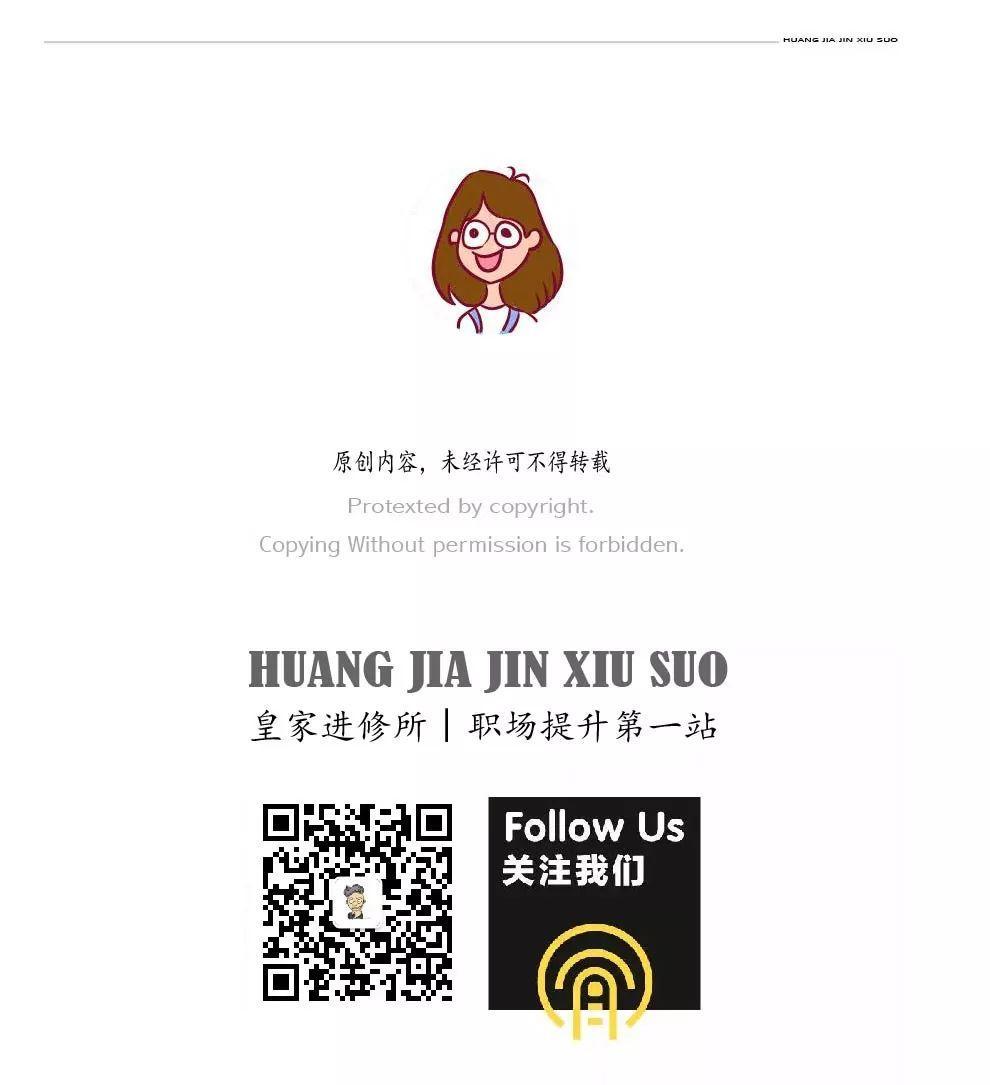 HUANG JIA JIN XIU SUO
原创内容，未经许可不得转载
Protexted by copyright.
Copying Without permission is forbidden.
HUANG JIA JIN XIU SUO
皇家进修所｜职场提升第一站
Follow Us
关注我们